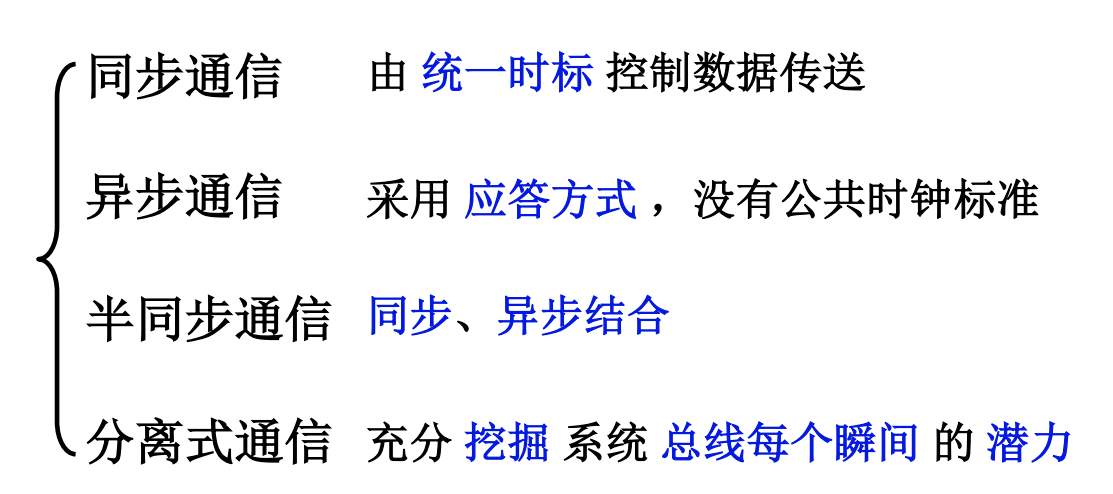 同步通信 由 统一时标 控制数据传送
异步通信 采用 应答方式 ，没有公共时钟标准
半同步通信 同步、异步结合
分离式通信 充分 挖掘 系统 总线每个瞬间 的 潜力